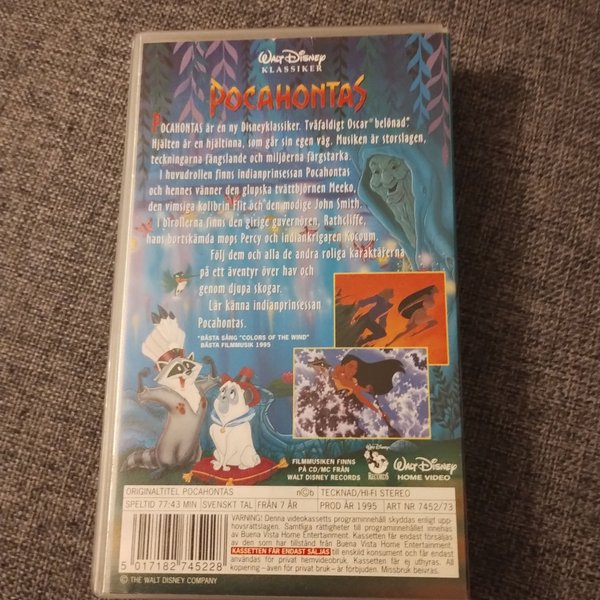 Walt Disney
KLASSIKER
POCAHONTAS
POCAHONTAS är en ny Disneyklassiker. Tvåfaldigt Oscar® belönad*.
Hjälten är en hjältinna, som går sin egen väg. Musiken är storslagen,
teckningarna fängslande och miljöerna färgstarka.
I huvudrollen finns indianprinsessan Pocahontas
och hennes vänner den glupska tvättbjörnen Meeko,
den vimsiga kolibrin Flit och den modige John Smith.
I birollerna finns den girige guvernören, Rathcliffe,
hans bortskämda mops Percy och indiankrigaren Kocoum.
Följ dem och alla de andra roliga karaktärerna
på ett äventyr över hav och
genom djupa skogar.
Lär känna indianprinsessan
Pocahontas.
*BÄSTA SÅNG "COLORS OF THE WIND"
BÄSTA FILMMUSIK 1995
FILMMUSIKEN FINNS
PÅ CD/MC FRÅN
WALT DISNEY RECORDS
Walt Disney
RECORDS
Walt Disney
HOME VIDEO
ORIGINALTITEL POCAHONTAS
ncb
TECKNAD/HI-FI STEREO
SPELTID 77:43 MIN
SVENSKT TAL
FRÅN 7 ÅR
PROD ÅR 1995
ART NR 7452/73
VARNING: Denna videokassetts programinnehåll skyddas enligt upp-
hovsrättslagen. Samtliga rättigheter till programinnehållet innehas
av Buena Vista Home Entertainment. Kassetten får endast försäljas
av den som har tillstånd från Buena Vista Home Entertainment.
KASSETTEN FÅR ENDAST SÄLJAS till enskild konsument och får endast
användas för privat hemvideobruk. Kassetten får ej uthyras. All
kopiering – även för privat bruk – är förbjuden. Missbruk beivras.
5 017182 745228
© THE WALT DISNEY COMPANY